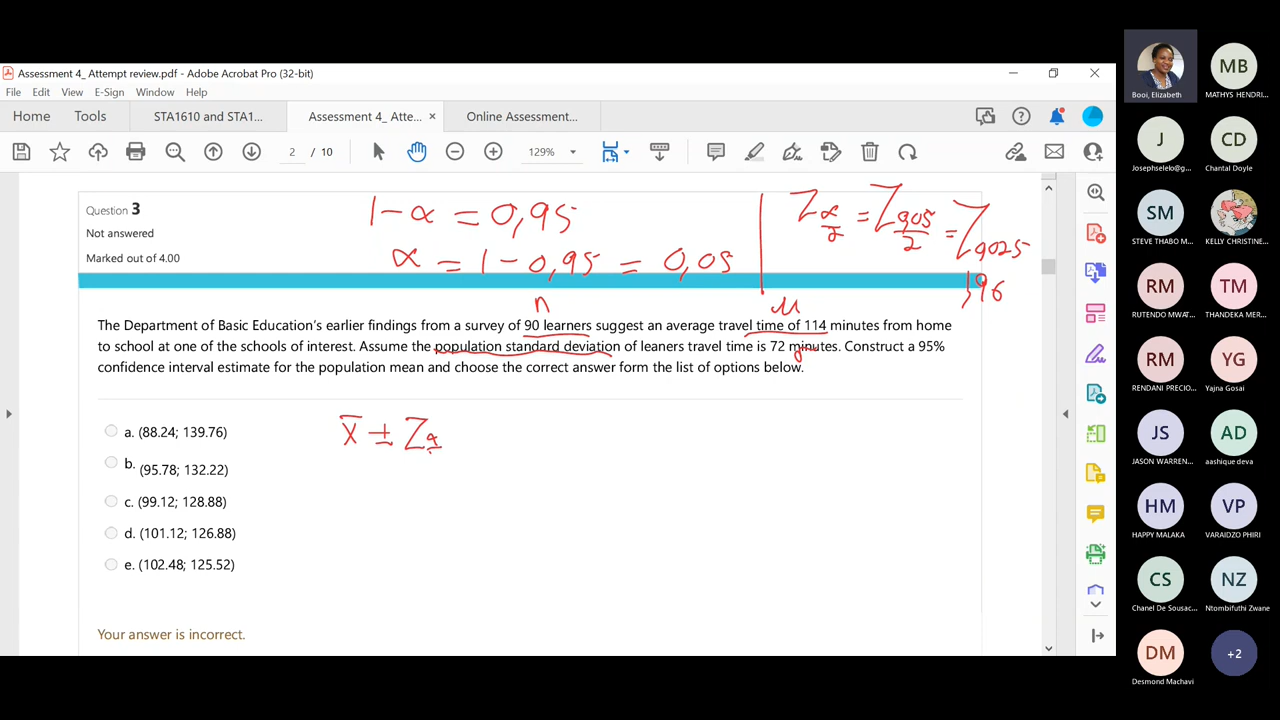 Assessment 4_ Attempt review.pdf - Adobe Acrobat Pro (32-bit)
File Edit View E-Sign Window Help
Home Tools STA1610 and STA1... Assessment 4_ Atte... × Online Assessment...
2 / 10 129%
Question 3
Not answered
Marked out of 4.00
1 - α = 0,95
α = 1 - 0,95 = 0,05
Z α/2 = Z 0,05/2 = Z 0,025
1,96
n
μ
The Department of Basic Education's earlier findings from a survey of 90 learners suggest an average travel time of 114 minutes from home
to school at one of the schools of interest. Assume the population standard deviation of leaners travel time is 72 minutes. Construct a 95%
confidence interval estimate for the population mean and choose the correct answer form the list of options below.
σ
X̄ ± Z α
a. (88.24; 139.76)
b. (95.78; 132.22)
c. (99.12; 128.88)
d. (101.12; 126.88)
e. (102.48; 125.52)
Your answer is incorrect.
Booi, Elizabeth
MB
MATHYS HENDRI...
J
Josephselelo@g...
CD
Chantal Doyle
SM
STEVE THABO M...
KELLY CHRISTINE...
RM
RUTENDO MWAT...
TM
THANDEKA MER...
RM
RENDANI PRECIO...
YG
Yajna Gosai
JS
JASON WARREN...
AD
aashique deva
HM
HAPPY MALAKA
VP
VARAIDZO PHIRI
CS
Chanel De Sousac...
NZ
Ntombifuthi Zwane
DM
Desmond Machavi
+2